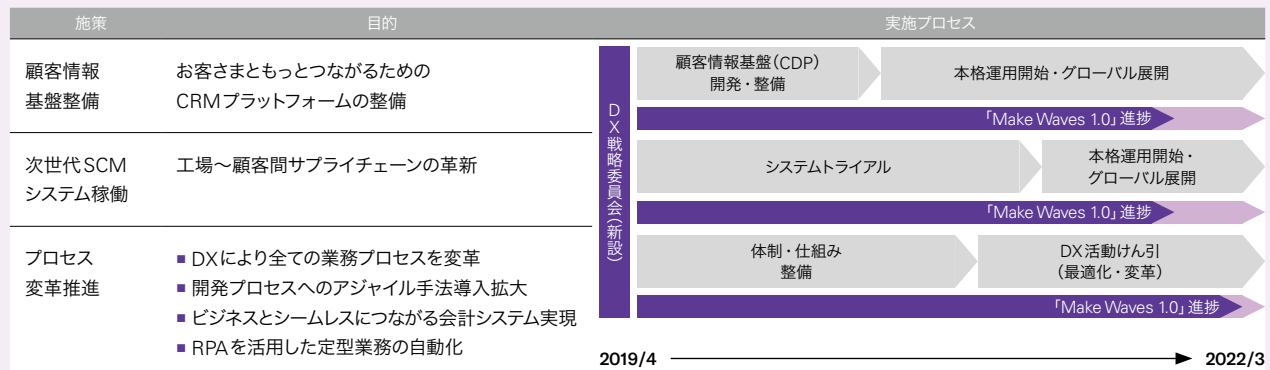 施策
目的
実施プロセス
顧客情報
基盤整備
お客さまともっとつながるための
CRMプラットフォームの整備
DX戦略委員会(新設)
顧客情報基盤(CDP)
開発・整備
本格運用開始・グローバル展開
「Make Waves 1.0」進捗
次世代SCM
システム稼働
工場〜顧客間サプライチェーンの革新
システムトライアル
本格運用開始・
グローバル展開
「Make Waves 1.0」進捗
プロセス
変革推進
■ DXにより全ての業務プロセスを変革
■ 開発プロセスへのアジャイル手法導入拡大
■ ビジネスとシームレスにつながる会計システム実現
■ RPAを活用した定型業務の自動化
体制・仕組み
整備
DX活動けん引
(最適化・変革)
「Make Waves 1.0」進捗
2019/4
2022/3